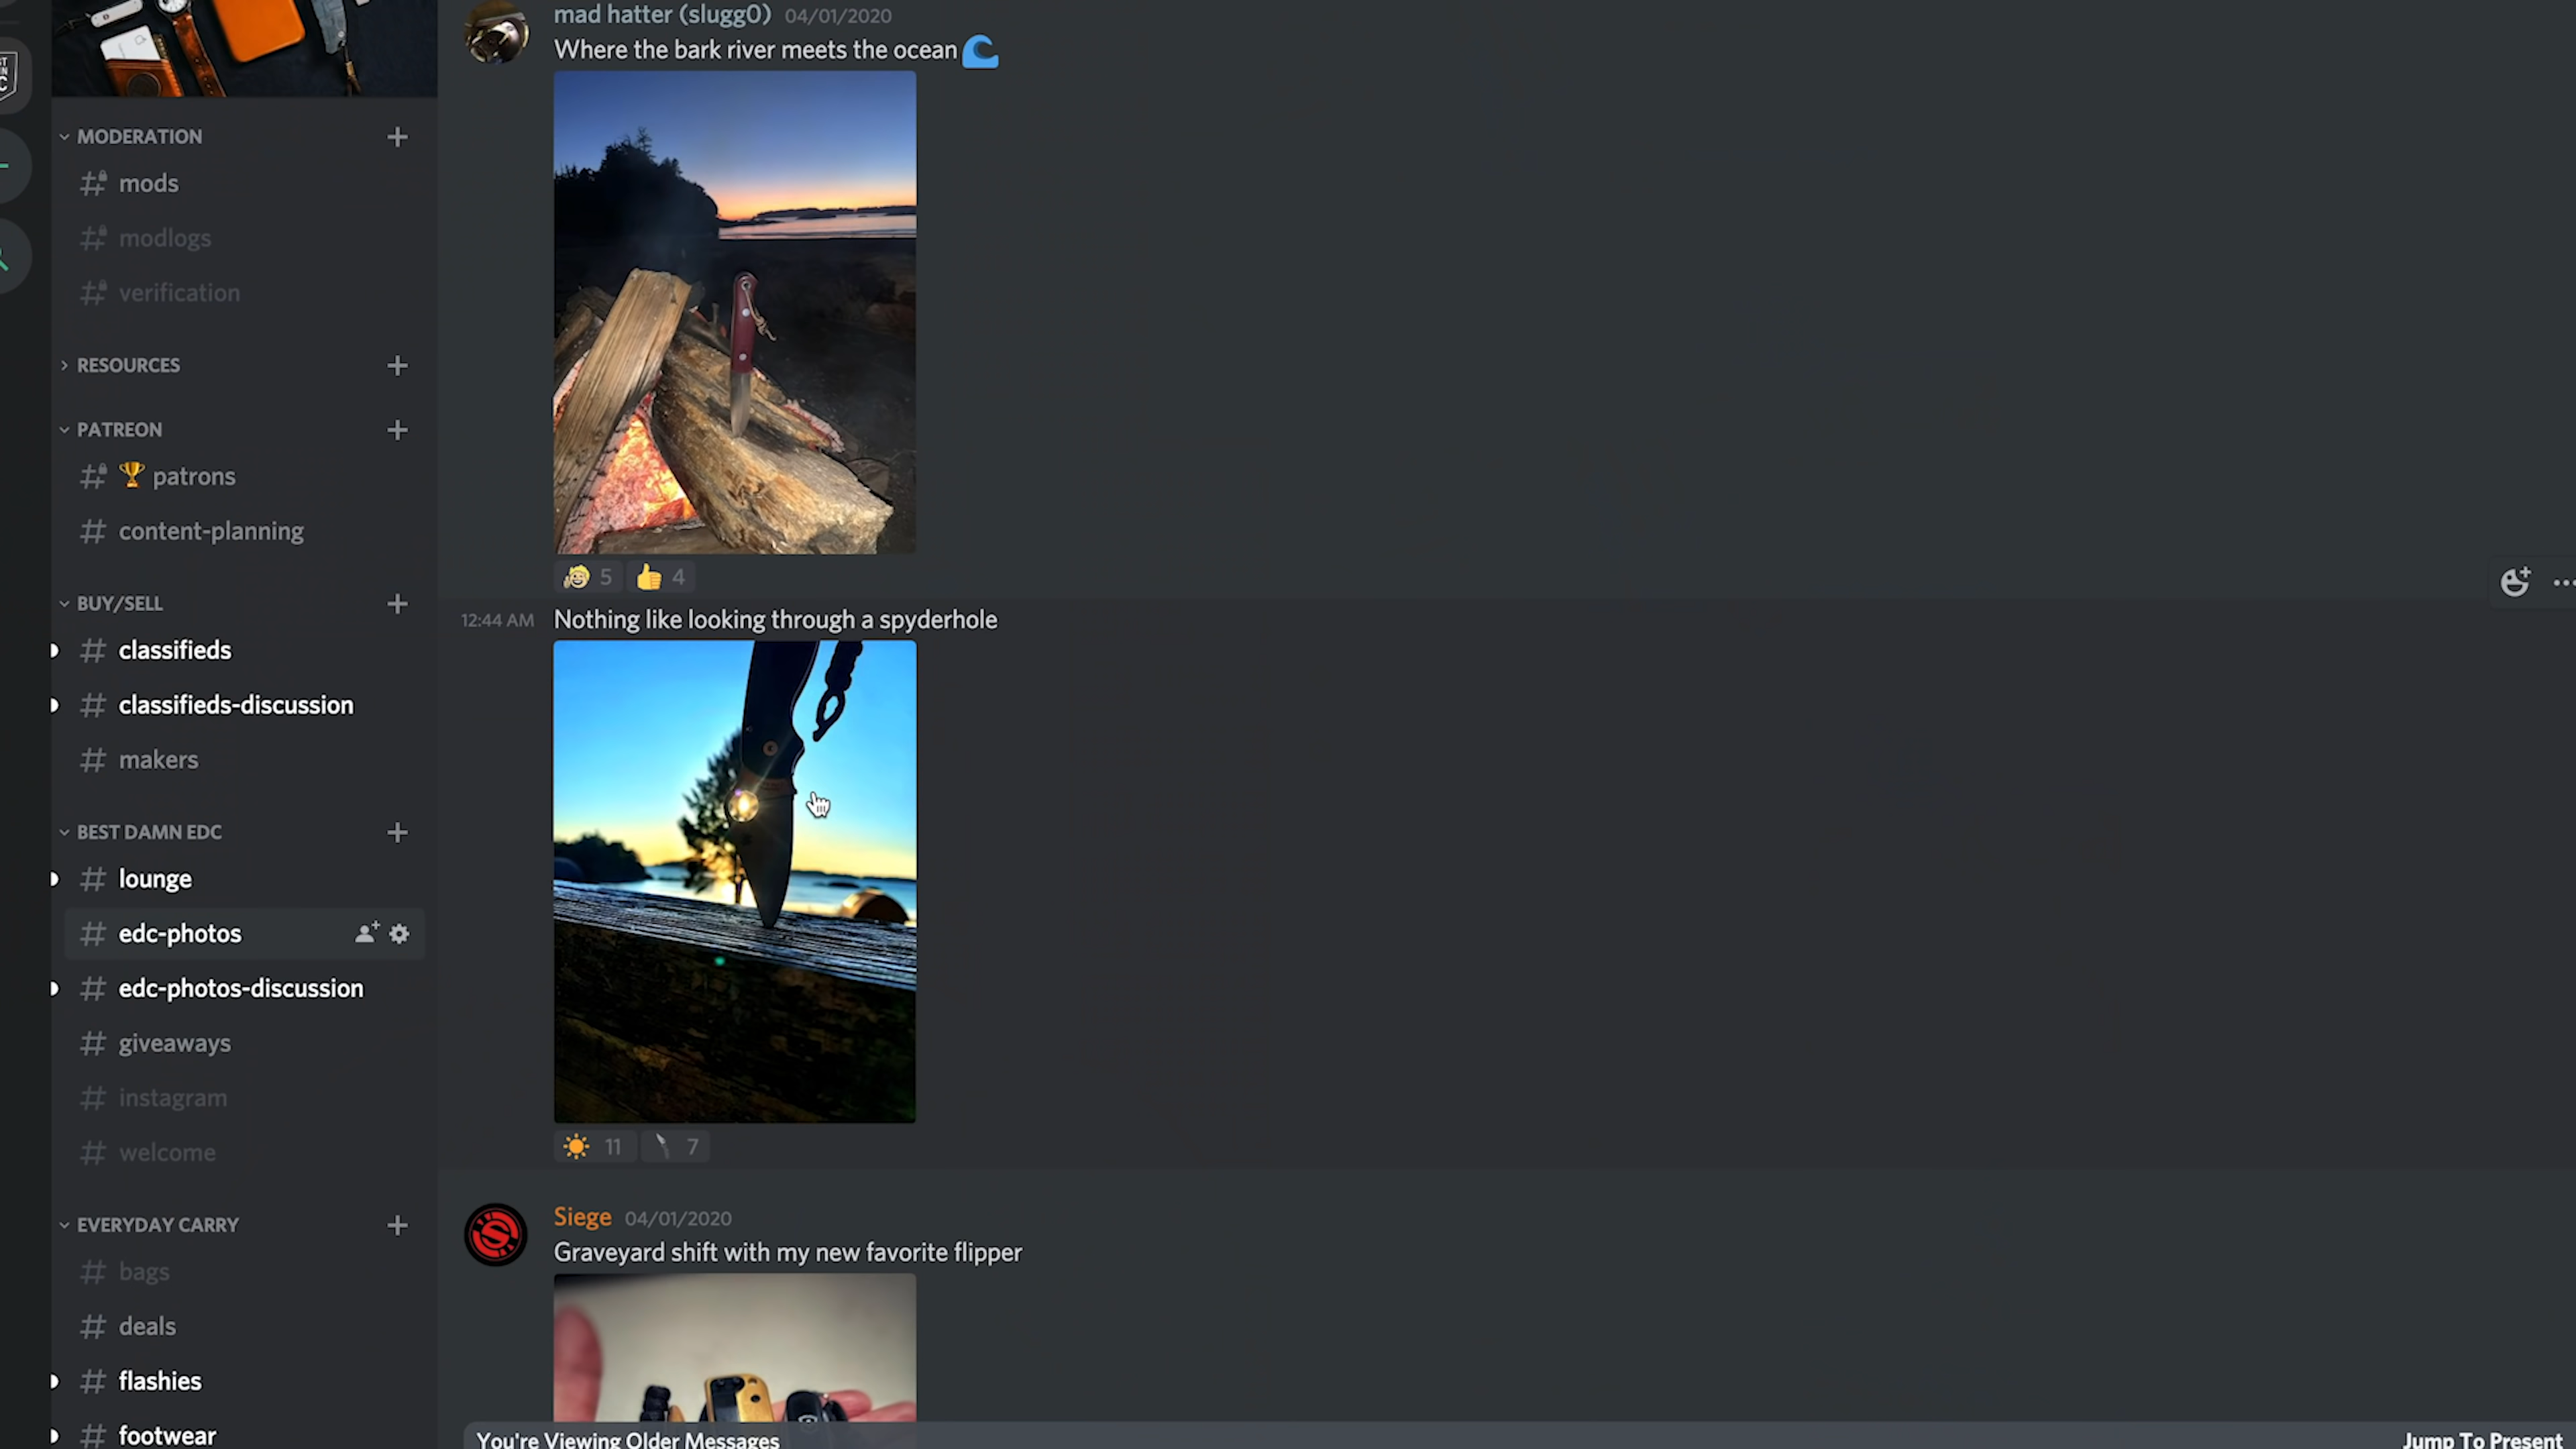 MODERATION
mods
modlogs
verification
RESOURCES
PATREON
🏆 patrons
content-planning
BUY/SELL
classifieds
classifieds-discussion
makers
BEST DAMN EDC
lounge
edc-photos
edc-photos-discussion
giveaways
instagram
welcome
EVERYDAY CARRY
bags
deals
flashies
footwear
mad hatter (slugg0) 04/01/2020
Where the bark river meets the ocean 🌊
5 👍 4
12:44 AM Nothing like looking through a spyderhole
☀️ 11 7
Siege 04/01/2020
Graveyard shift with my new favorite flipper
You're Viewing Older Messages
Jump To Present